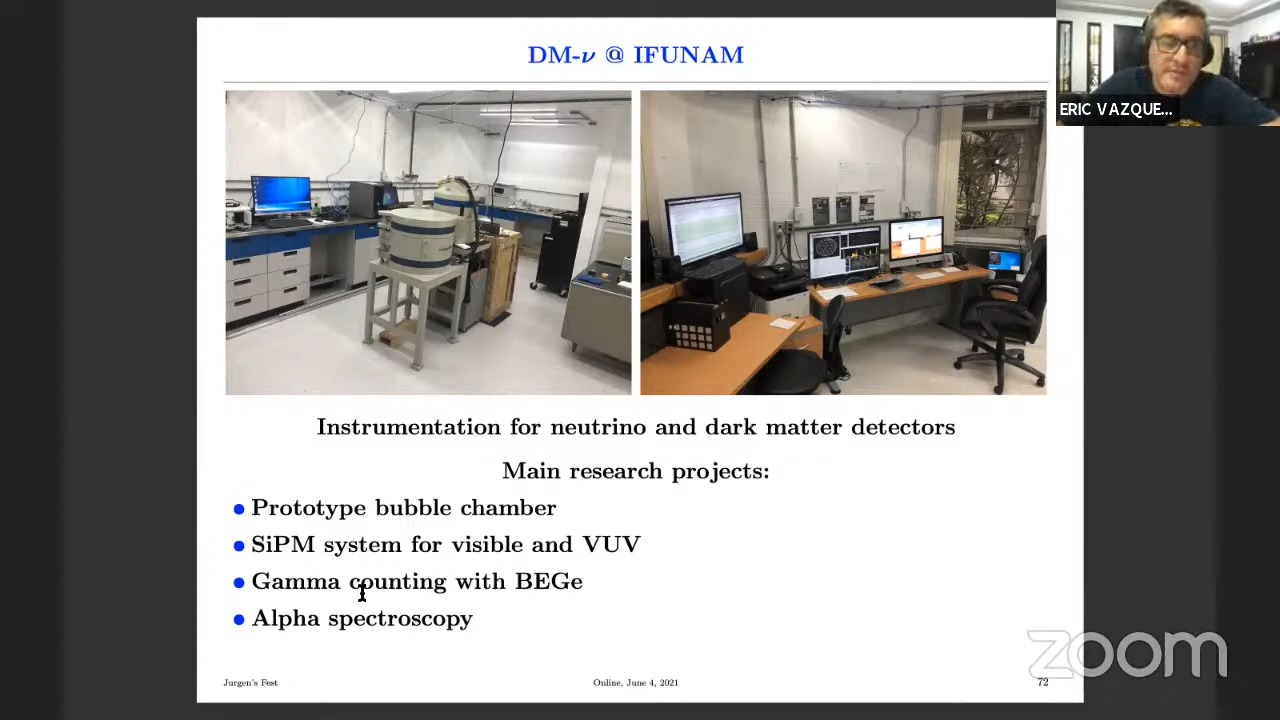 DM-ν @ IFUNAM
ERIC VAZQUE...
Instrumentation for neutrino and dark matter detectors
Main research projects:
Prototype bubble chamber
SiPM system for visible and VUV
Gamma counting with BEGe
Alpha spectroscopy
zoom
Jurgen's Fest
Online, June 4, 2021
72